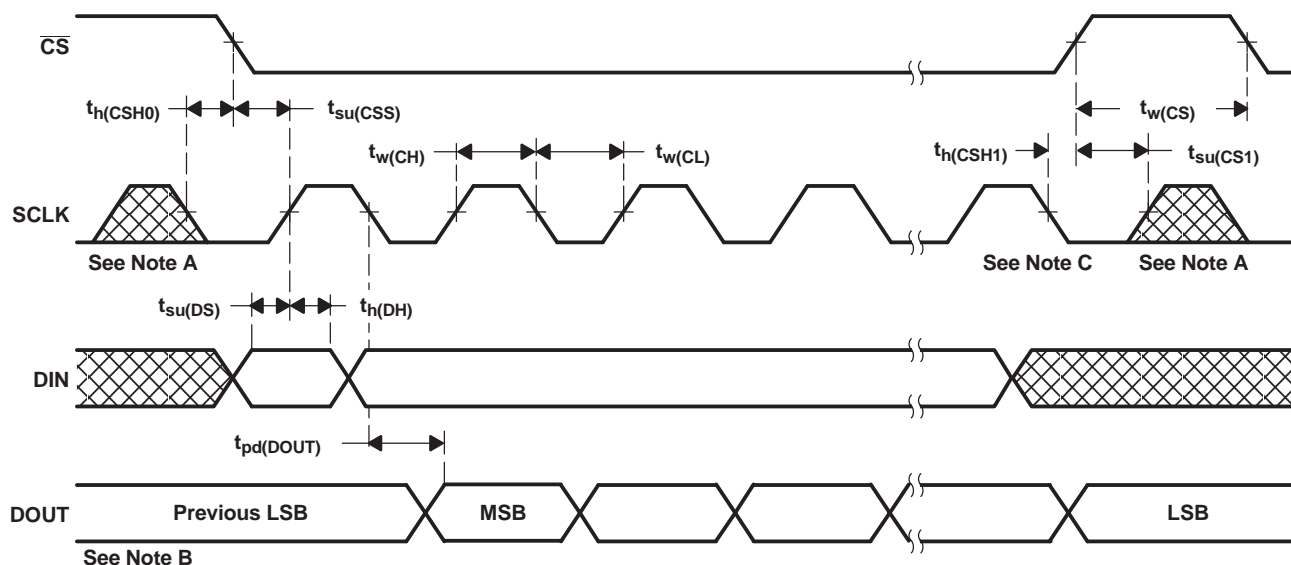 CS
th(CSH0)
tsu(CSS)
tw(CS)
tw(CH)
tw(CL)
th(CSH1)
tsu(CS1)
SCLK
See Note A
See Note C
See Note A
tsu(DS)
th(DH)
DIN
tpd(DOUT)
DOUT
Previous LSB
MSB
LSB
See Note B